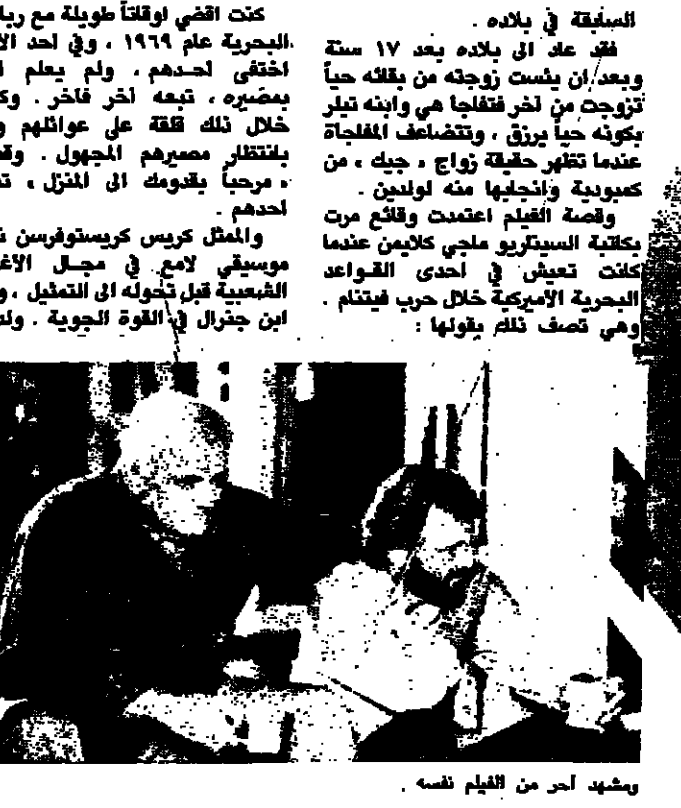 السابقة في بلاده .
فقد عاد الى بلاده بعد ١٧ سنة
وبعد ان يئست زوجته من بقائه حياً
تزوجت من آخر فتفاجأ هي وابنه تيلر
بكونه حياً يرزق ، وتتضاعف المفاجأة
عندما تظهر حقيقة زواج « جيك » من
كمبودية وانجابها منه لولدين .
وقصة الفيلم اعتمدت وقائع مرت
بكاتبة السيناريو ماجي كلايمن عندما
كانت تعيش في احدى القواعد
البحرية الأميركية خلال حرب فيتنام .
وهي تصف ذلك بقولها :
كنت اقضي اوقاتاً طويلة مع
البحرية عام ١٩٦٩ ، وفي احد
اختفى احدهم ، ولم يعلم
بمصيره ، تبعه آخر فآخر .
خلال ذلك قلقة على عوائلهم
بانتظار مصيرهم المجهول .
« مرحباً بقدومك الى المنزل »
احدهم .
والممثل كريس كريستوفرسن
موسيقي لامع في مجال
الشعبية قبل تحوله الى التمثيل ،
ابن جنرال في القوة الجوية .
ومشهد آخر من الفيلم نفسه .